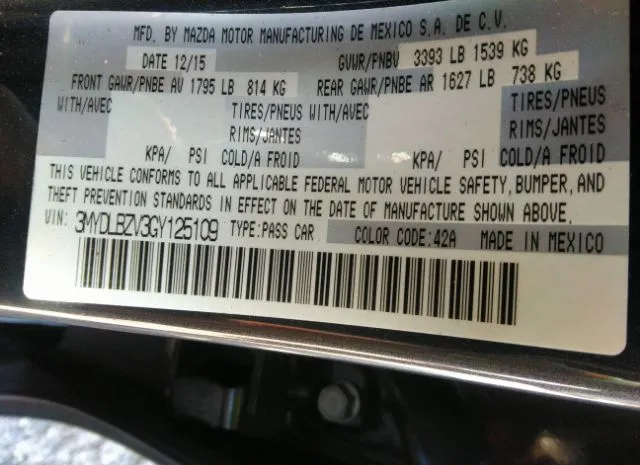 MFD. BY MAZDA MOTOR MANUFACTURING DE MEXICO S.A. DE C.V.
DATE 12/15 GVWR/PNBV 3393 LB 1539 KG
FRONT GAWR/PNBE AV 1795 LB 814 KG REAR GAWR/PNBE AR 1627 LB 738 KG
WITH/AVEC TIRES/PNEUS WITH/AVEC TIRES/PNEUS
RIMS/JANTES RIMS/JANTES
KPA/ PSI COLD/A FROID KPA/ PSI COLD/A FROID
THIS VEHICLE CONFORMS TO ALL APPLICABLE FEDERAL MOTOR VEHICLE SAFETY, BUMPER, AND
THEFT PREVENTION STANDARDS IN EFFECT ON THE DATE OF MANUFACTURE SHOWN ABOVE.
VIN: 3MYDLBZV3GY125109 TYPE:PASS CAR COLOR CODE:42A MADE IN MEXICO